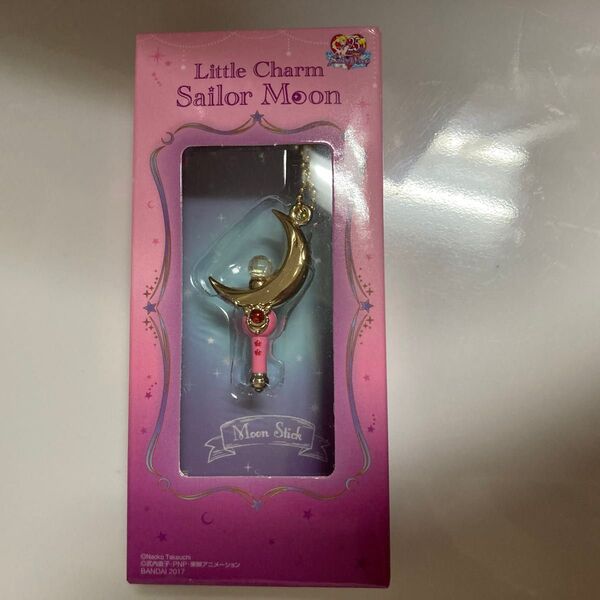 25
Little Charm
Sailor Moon
Moon Stick
©Naoko Takeuchi
©武内直子・PNP・東映アニメーション
BANDAI 2017